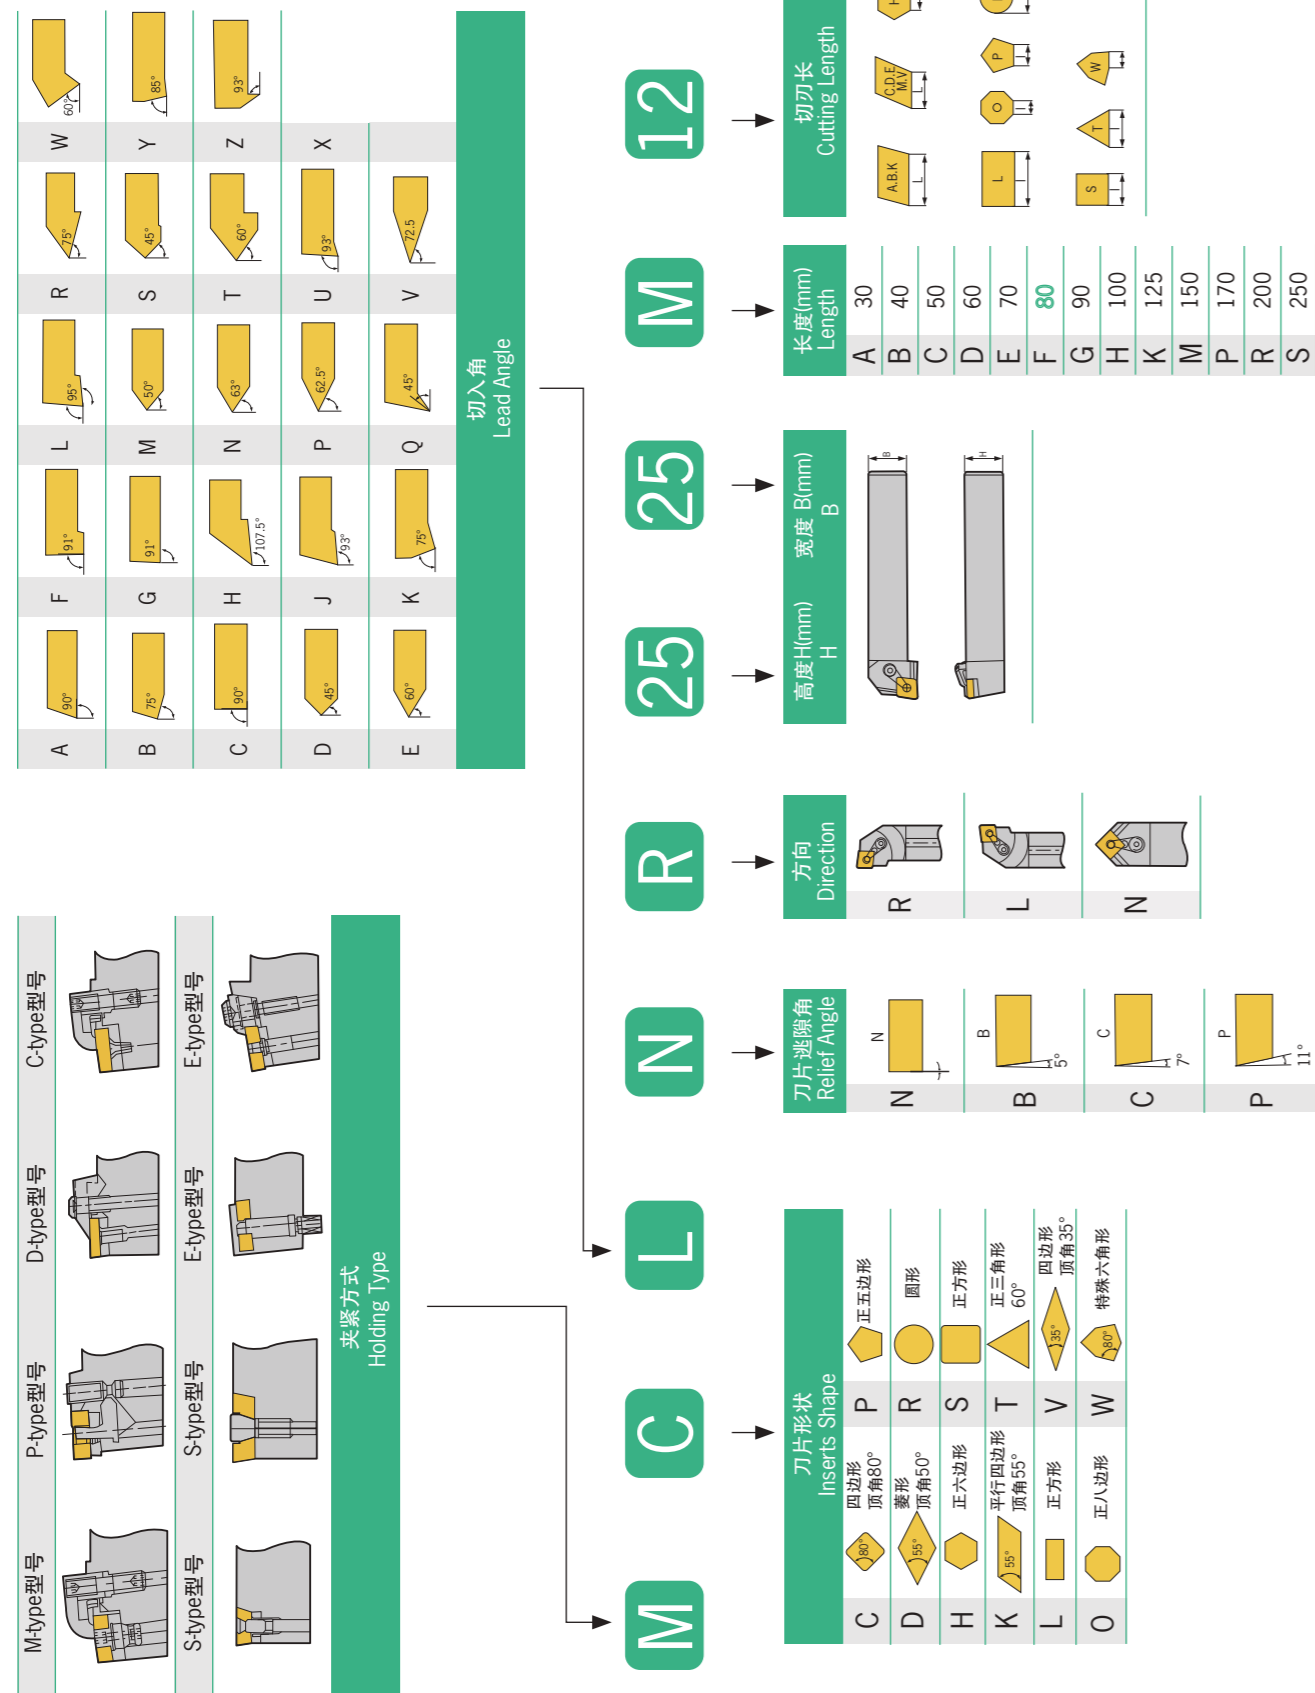 M-type型号 P-type型号 D-type型号 C-type型号
S-type型号 S-type型号 E-type型号 E-type型号
夹紧方式
Holding Type
A 90° F 91° L 95° R 75° W 60°
B 75° G 91° M 50° S 45° Y 85°
C 90° H 107.5° N 63° T 60° Z 93°
D 45° J 93° P 62.5° U 93° X
E 60° K 75° Q 45° V 72.5
切入角
Lead Angle
M C L N R 25 25 M 12
刀片形状
Inserts Shape
C 80° 四边形
顶角80°
P 正五边形
D 55° 菱形
顶角50°
R 圆形
H 正六边形
S 正方形
K 55° 平行四边形
顶角55°
T 正三角形
60°
L 正方形
V 35° 四边形
顶角35°
O 正八边形
W 80° 特殊六角形
刀片逃隙角
Relief Angle
N N
B B 5°
C C 7°
P P 11°
方向
Direction
R
L
N
高度H(mm)
H
宽度 B(mm)
B
B
H
长度(mm)
Length
A 30
B 40
C 50
D 60
E 70
F 80
G 90
H 100
K 125
M 150
P 170
R 200
S 250
切刃长
Cutting Length
A.B.K L
C.D.E
M.V L
H
L I
O I
P I
S I
T I
W I